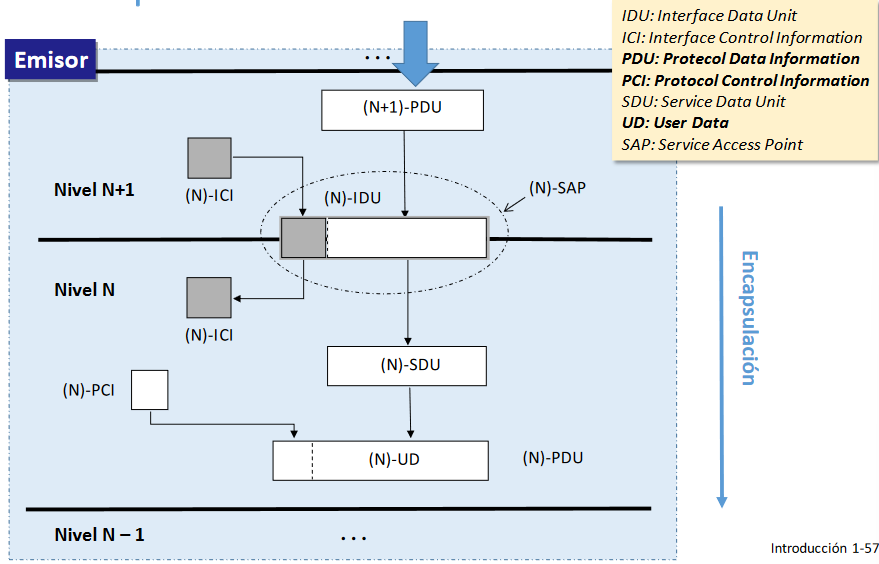 IDU: Interface Data Unit
ICI: Interface Control Information
PDU: Protecol Data Information
PCI: Protocol Control Information
SDU: Service Data Unit
UD: User Data
SAP: Service Access Point
Emisor
...
(N+1)-PDU
Nivel N+1
(N)-ICI
(N)-IDU
(N)-SAP
Nivel N
(N)-ICI
(N)-SDU
(N)-PCI
(N)-UD
(N)-PDU
Encapsulación
Nivel N – 1
...
Introducción 1-57